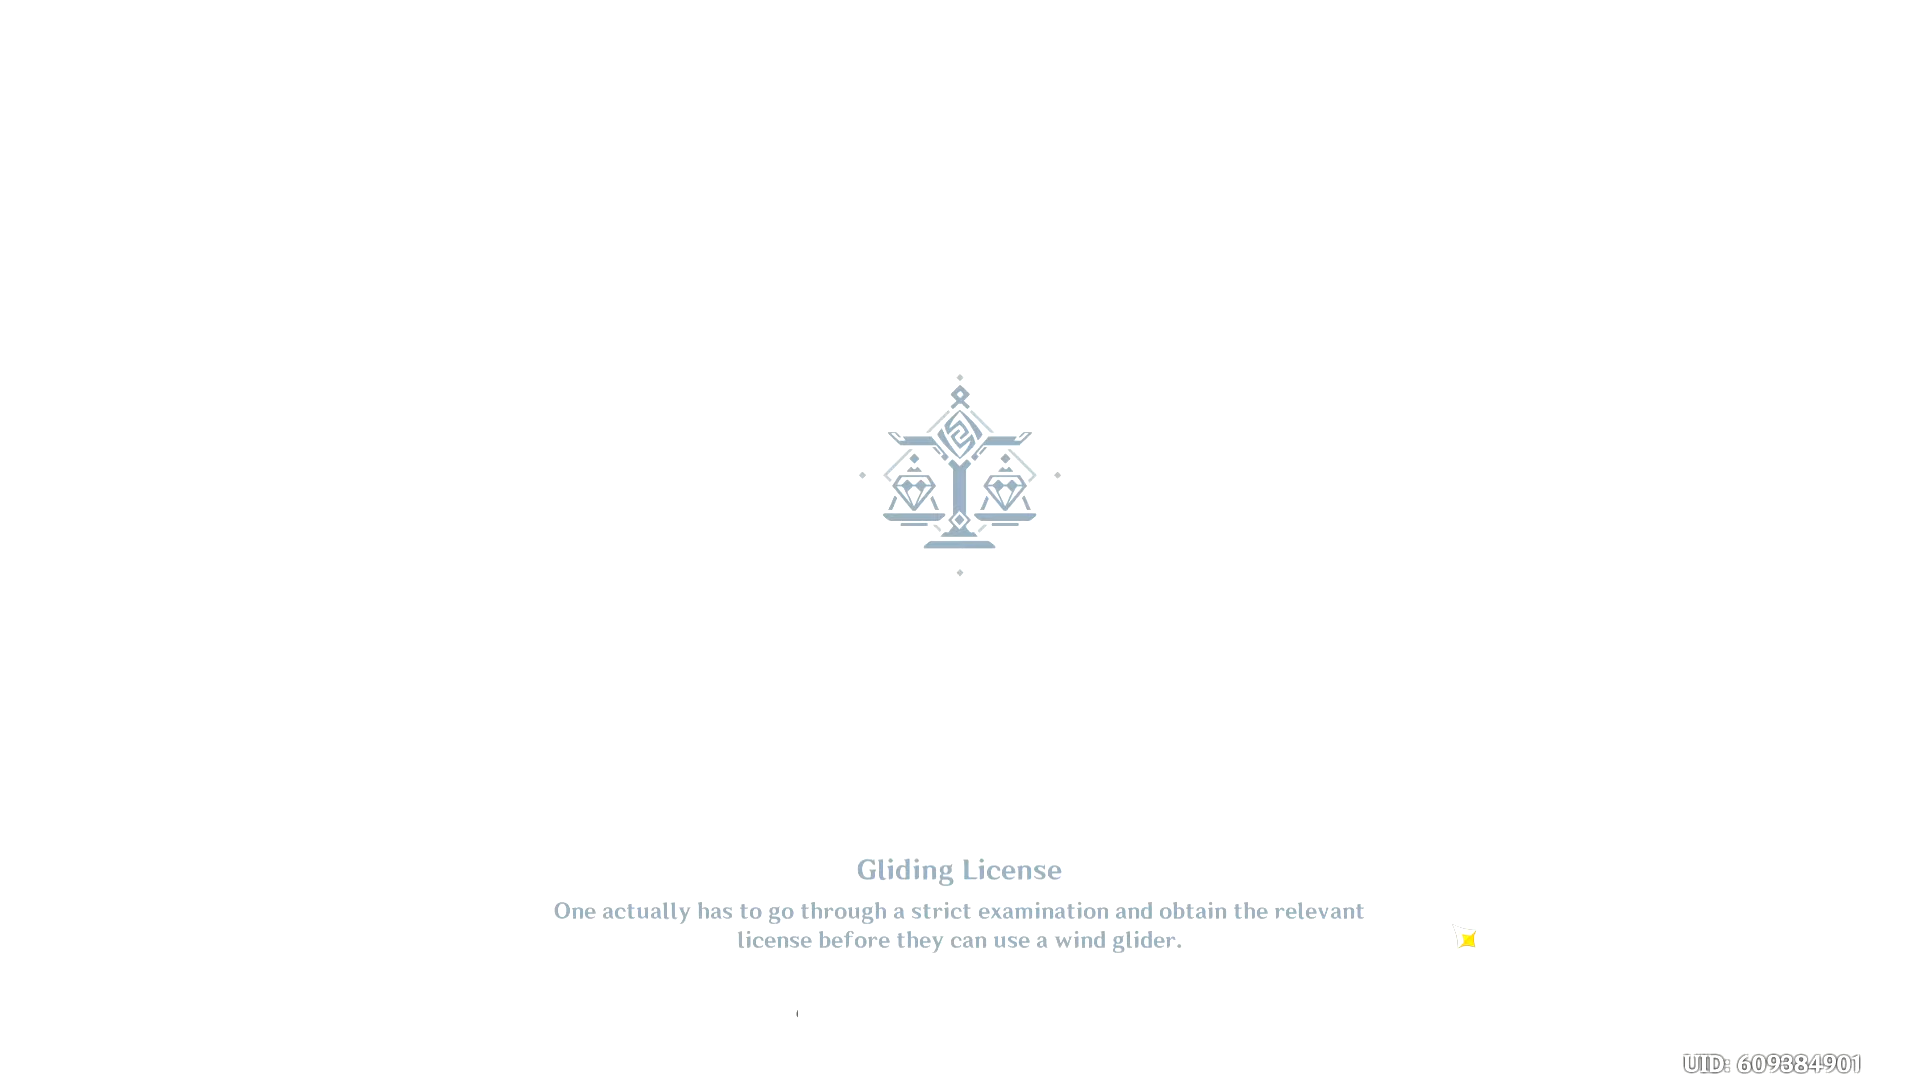 Gliding License
One actually has to go through a strict examination and obtain the relevant
license before they can use a wind glider.
UID: 609384901